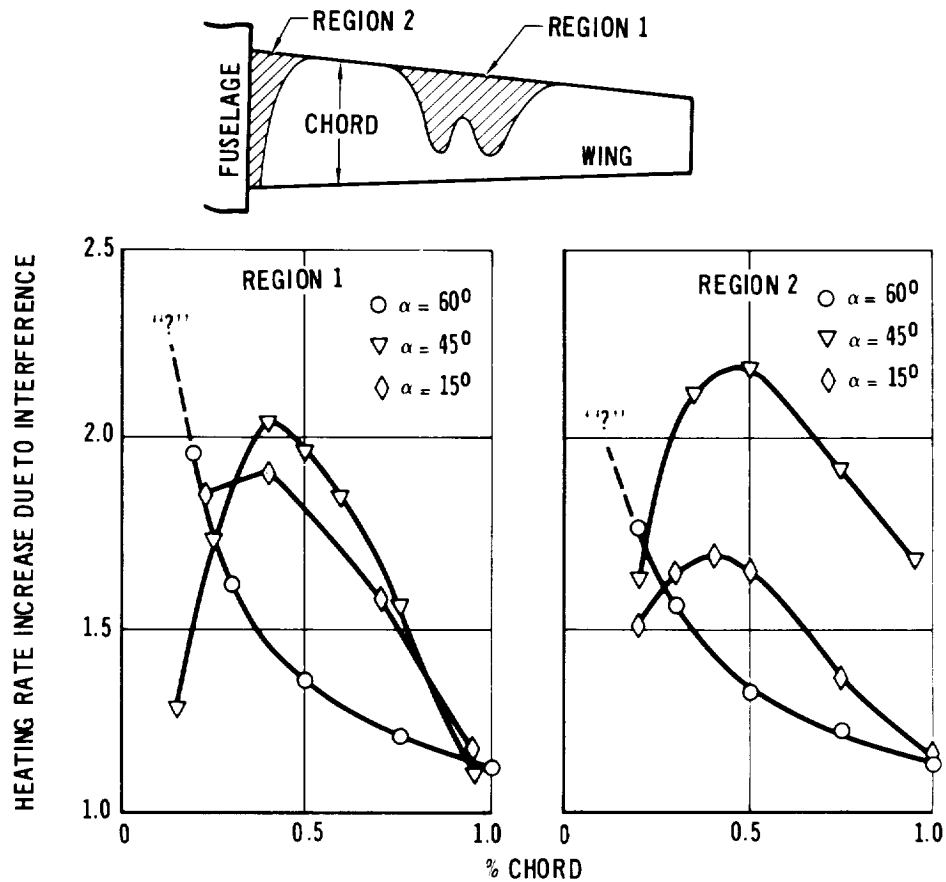 REGION 2
REGION 1
FUSELAGE
CHORD
WING
HEATING RATE INCREASE DUE TO INTERFERENCE
2.5
2.0
1.5
1.0
REGION 1
α = 60°
α = 45°
α = 15°
"?"
0
0.5
1.0
REGION 2
α = 60°
α = 45°
α = 15°
"?"
0
0.5
1.0
% CHORD